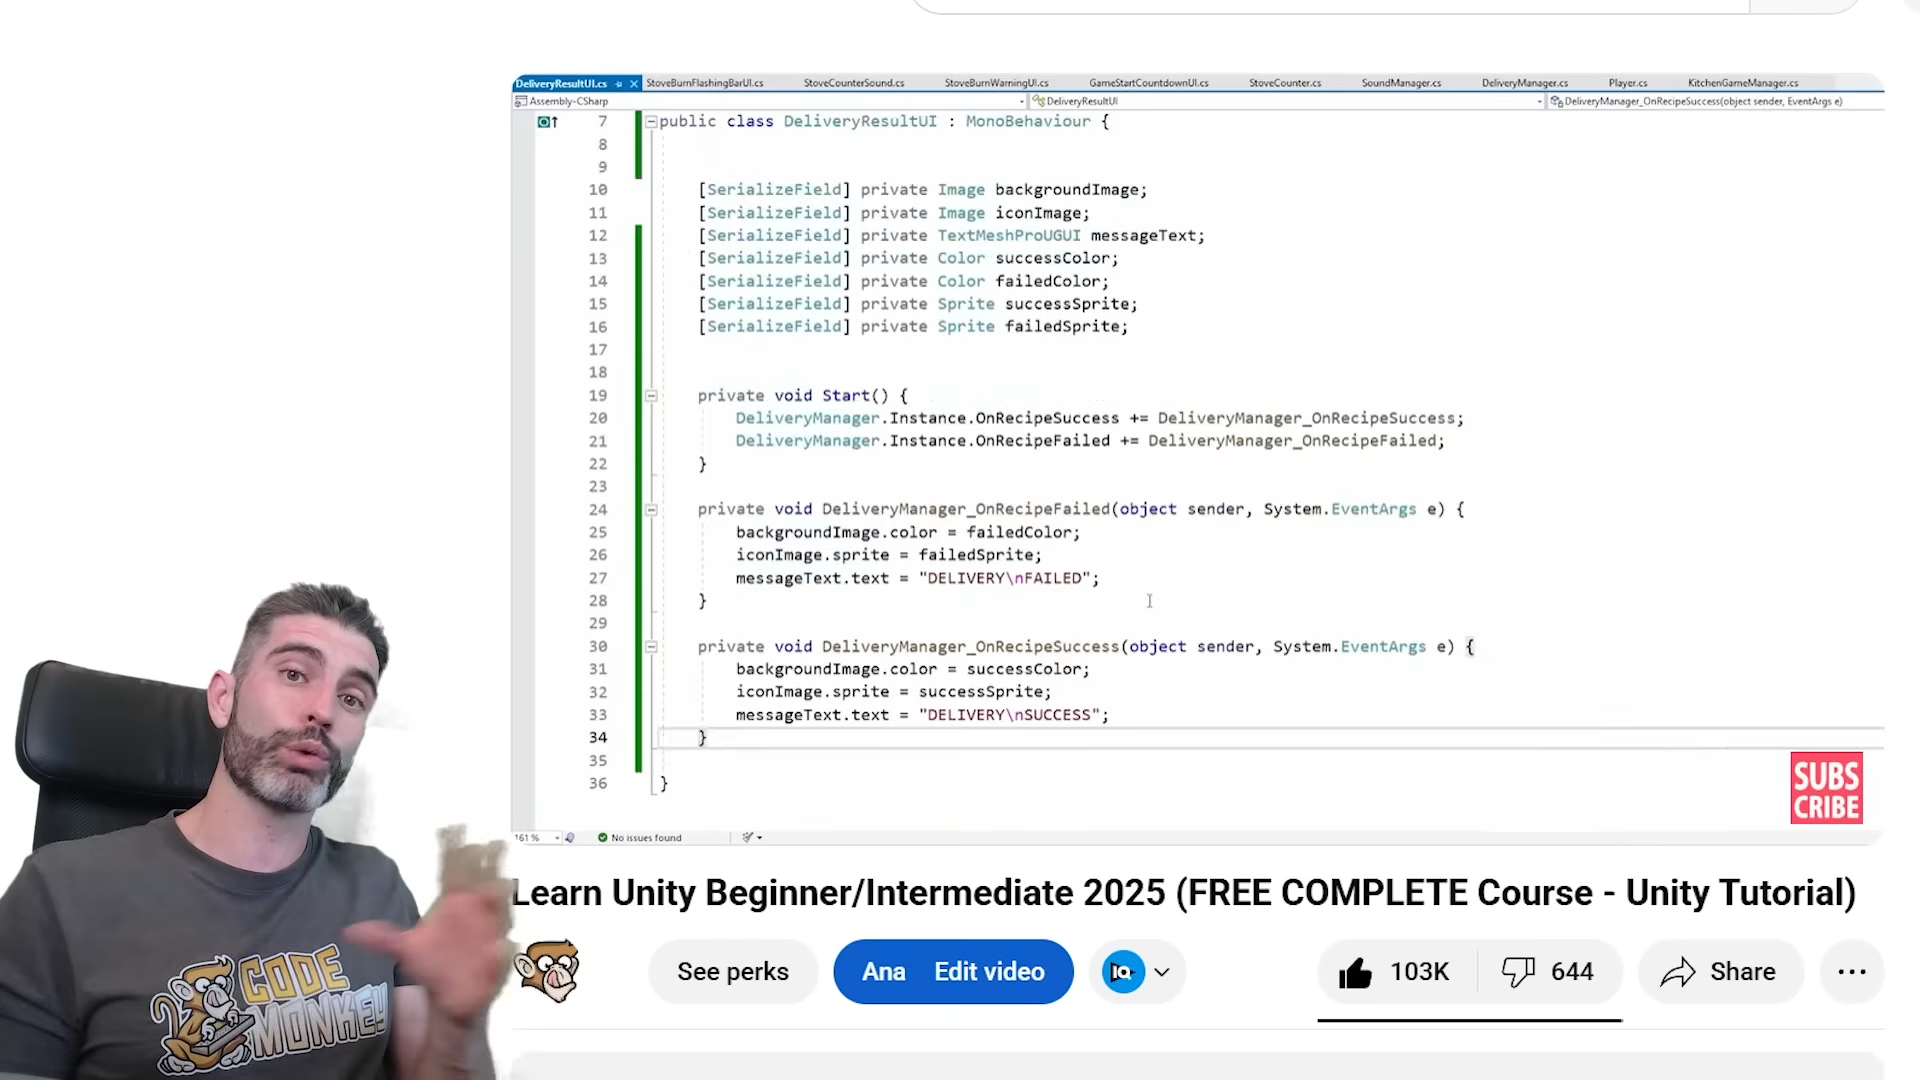 DeliveryResultUI.cs StoveBurnFlashingBarUI.cs StoveCounterSound.cs StoveBurnWarningUI.cs GameStartCountdownUI.cs StoveCounter.cs SoundManager.cs DeliveryManager.cs Player.cs KitchenGameManager.cs
Assembly-CSharp DeliveryResultUI DeliveryManager_OnRecipeSuccess(object sender, EventArgs e)
7 public class DeliveryResultUI : MonoBehaviour {
8
9
10 [SerializeField] private Image backgroundImage;
11 [SerializeField] private Image iconImage;
12 [SerializeField] private TextMeshProUGUI messageText;
13 [SerializeField] private Color successColor;
14 [SerializeField] private Color failedColor;
15 [SerializeField] private Sprite successSprite;
16 [SerializeField] private Sprite failedSprite;
17
18
19 private void Start() {
20 DeliveryManager.Instance.OnRecipeSuccess += DeliveryManager_OnRecipeSuccess;
21 DeliveryManager.Instance.OnRecipeFailed += DeliveryManager_OnRecipeFailed;
22 }
23
24 private void DeliveryManager_OnRecipeFailed(object sender, System.EventArgs e) {
25 backgroundImage.color = failedColor;
26 iconImage.sprite = failedSprite;
27 messageText.text = "DELIVERY\nFAILED";
28 }
29
30 private void DeliveryManager_OnRecipeSuccess(object sender, System.EventArgs e) {
31 backgroundImage.color = successColor;
32 iconImage.sprite = successSprite;
33 messageText.text = "DELIVERY\nSUCCESS";
34 }
35
36 }
SUBS
CRIBE
161 % No issues found
Learn Unity Beginner/Intermediate 2025 (FREE COMPLETE Course - Unity Tutorial)
See perks Ana Edit video IQ 103K 644 Share
CODE
MONKEY